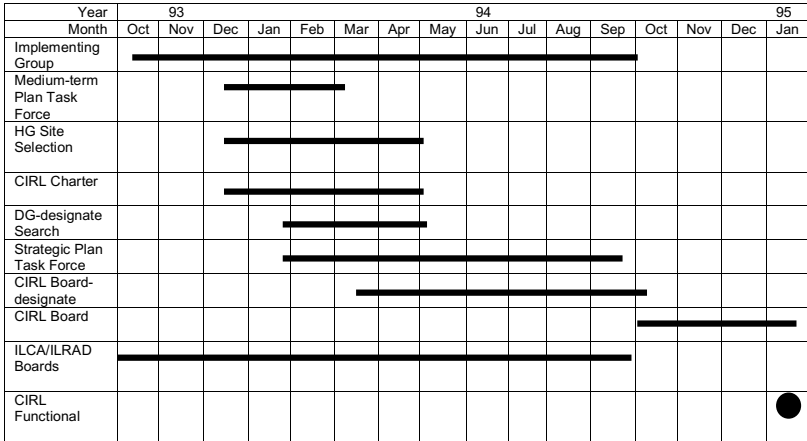 Year 93 94 95
Month Oct Nov Dec Jan Feb Mar Apr May Jun Jul Aug Sep Oct Nov Dec Jan
Implementing
Group
Medium-term
Plan Task
Force
HG Site
Selection
CIRL Charter
DG-designate
Search
Strategic Plan
Task Force
CIRL Board-
designate
CIRL Board
ILCA/ILRAD
Boards
CIRL
Functional